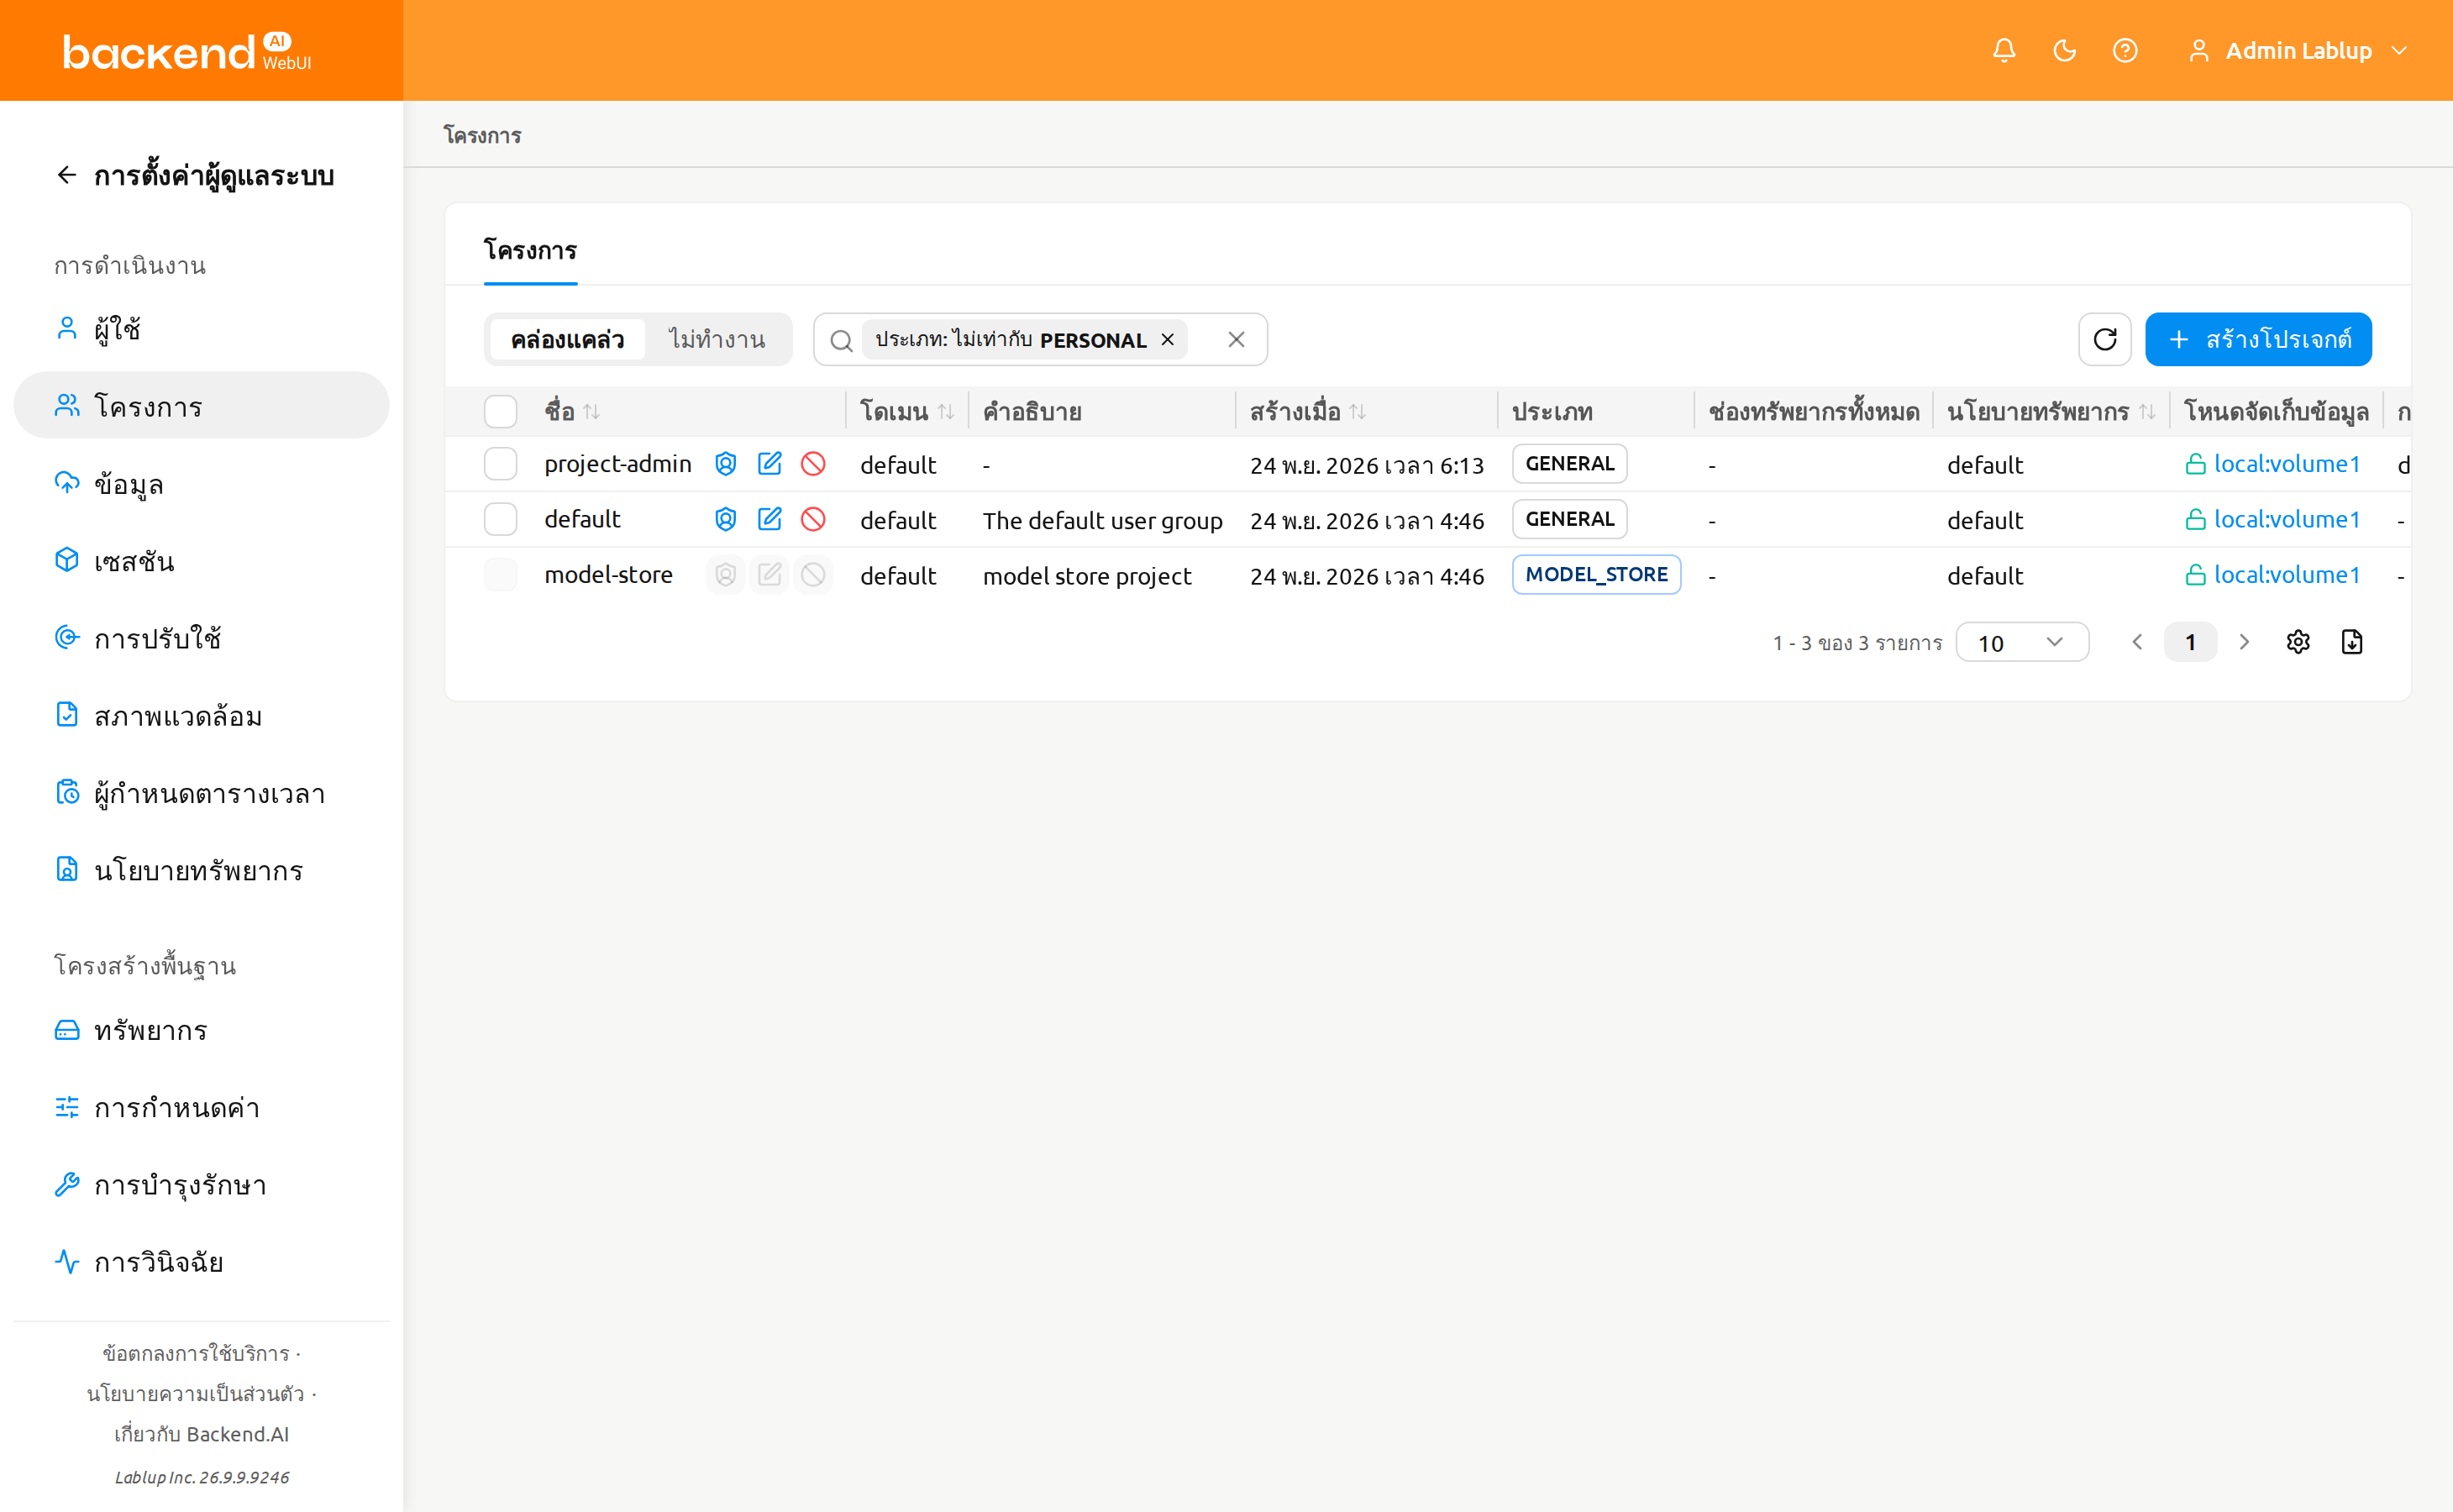 backend AI WebUI
Admin Lablup
การตั้งค่าผู้ดูแลระบบ
การดำเนินงาน
ผู้ใช้
โครงการ
ข้อมูล
เซสชัน
การปรับใช้
สภาพแวดล้อม
ผู้กำหนดตารางเวลา
นโยบายทรัพยากร
โครงสร้างพื้นฐาน
ทรัพยากร
การกำหนดค่า
การบำรุงรักษา
การวินิจฉัย
ข้อตกลงการใช้บริการ ·
นโยบายความเป็นส่วนตัว ·
เกี่ยวกับ Backend.AI
Lablup Inc. 26.9.9.9246
โครงการ
โครงการ
คล่องแคล่ว ไม่ทำงาน ประเภท: ไม่เท่ากับ PERSONAL สร้างโปรเจกต์
ชื่อ โดเมน คำอธิบาย สร้างเมื่อ ประเภท ช่องทรัพยากรทั้งหมด นโยบายทรัพยากร โหนดจัดเก็บข้อมูล ก
project-admin default - 24 พ.ย. 2026 เวลา 6:13 GENERAL - default local:volume1 d
default default The default user group 24 พ.ย. 2026 เวลา 4:46 GENERAL - default local:volume1 -
model-store default model store project 24 พ.ย. 2026 เวลา 4:46 MODEL_STORE - default local:volume1 -
1 - 3 ของ 3 รายการ 10 1